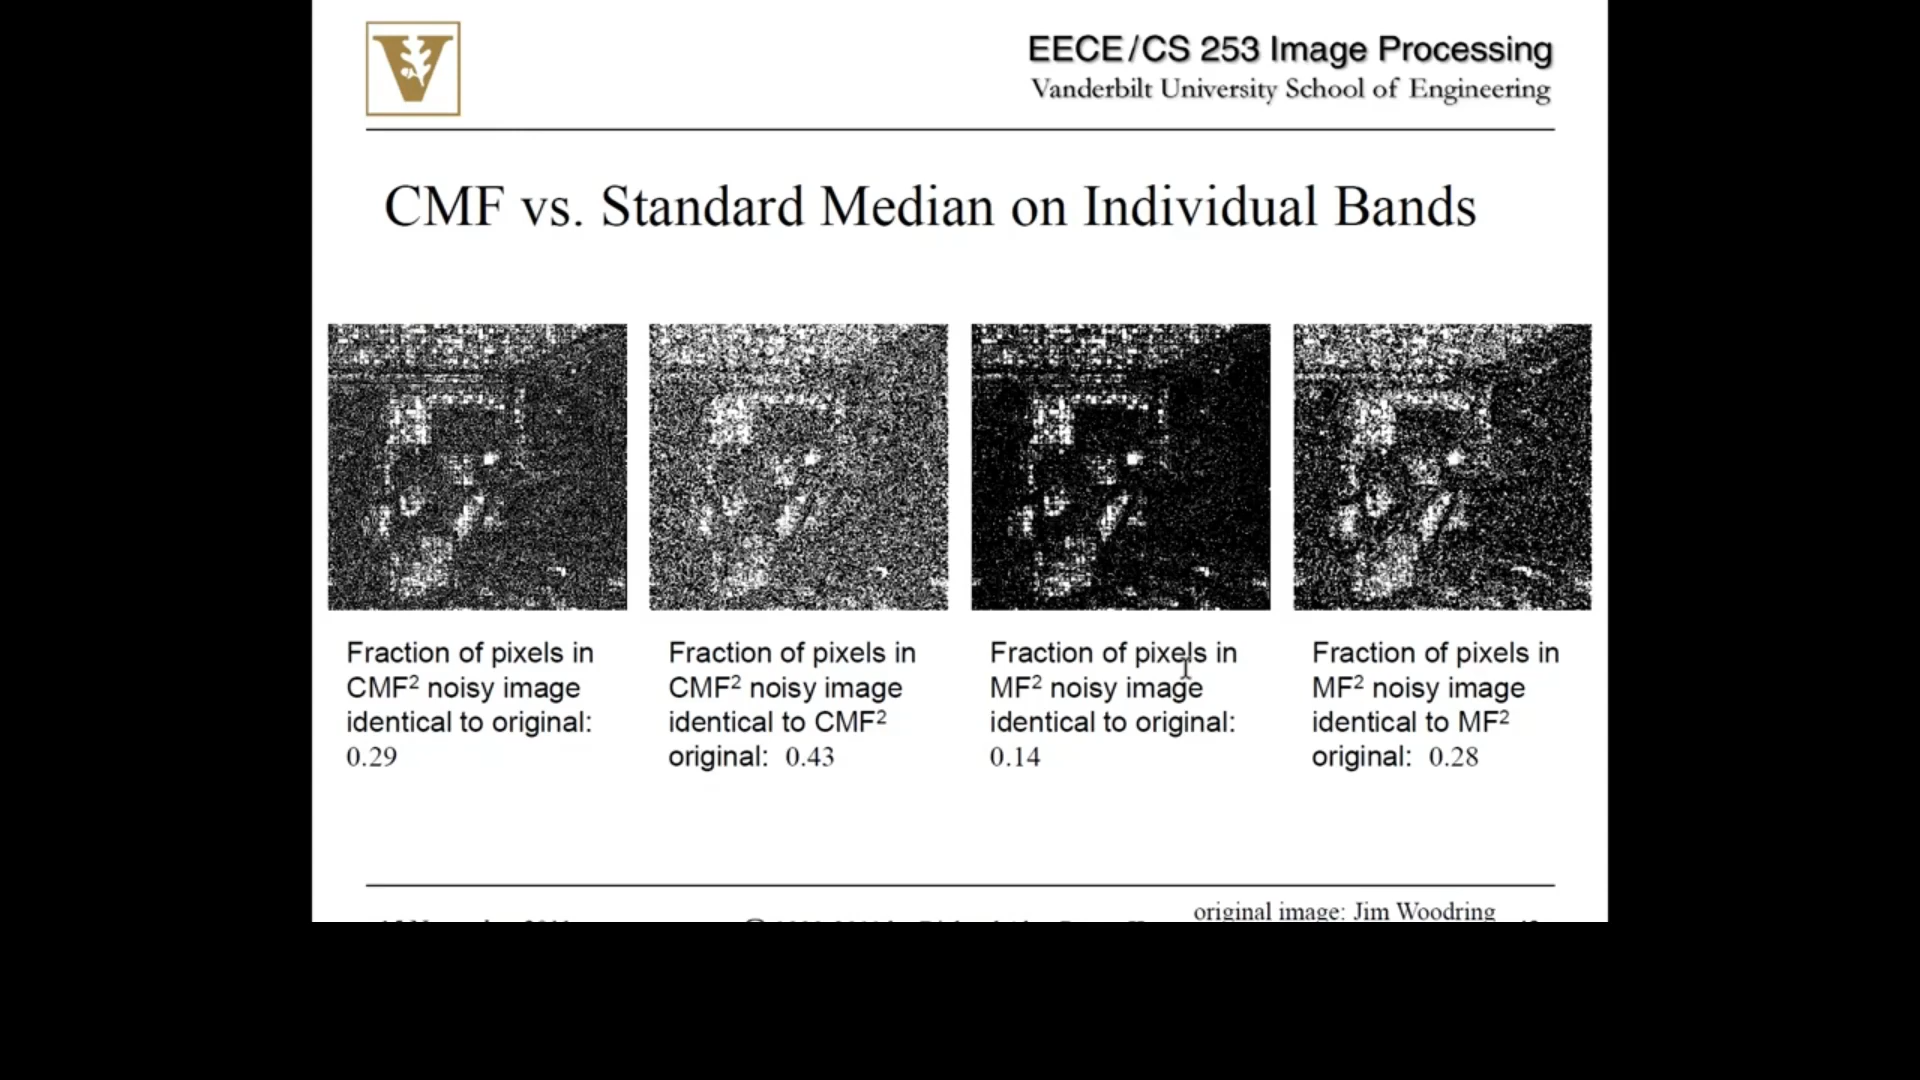 EECE/CS 253 Image Processing
Vanderbilt University School of Engineering
CMF vs. Standard Median on Individual Bands
Fraction of pixels in
CMF² noisy image
identical to original:
0.29
Fraction of pixels in
CMF² noisy image
identical to CMF²
original: 0.43
Fraction of pixels in
MF² noisy image
identical to original:
0.14
Fraction of pixels in
MF² noisy image
identical to MF²
original: 0.28
original image: Jim Woodring